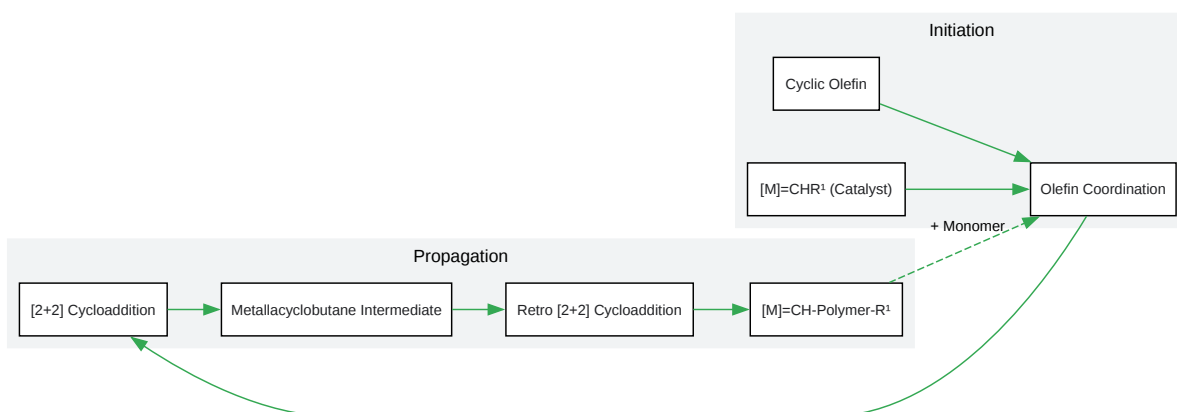 Initiation
Cyclic Olefin
[M]=CHR¹ (Catalyst)
Olefin Coordination
+ Monomer
Propagation
[2+2] Cycloaddition
Metallacyclobutane Intermediate
Retro [2+2] Cycloaddition
[M]=CH-Polymer-R¹